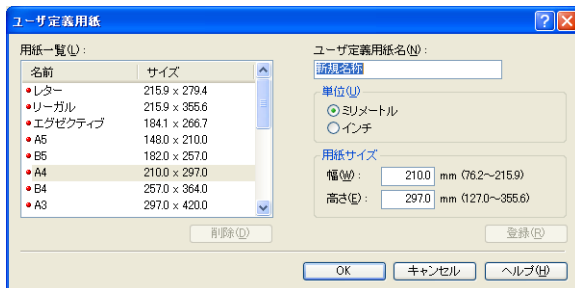 ユーザ定義用紙
用紙一覧(L):
名前 サイズ
レター 215.9 x 279.4
リーガル 215.9 x 355.6
エグゼクティブ 184.1 x 266.7
A5 148.0 x 210.0
B5 182.0 x 257.0
A4 210.0 x 297.0
B4 257.0 x 364.0
A3 297.0 x 420.0
削除(D)
ユーザ定義用紙名(N):
新規名称
単位(U)
ミリメートル
インチ
用紙サイズ
幅(W): 210.0 mm (76.2～215.9)
高さ(E): 297.0 mm (127.0～355.6)
登録(R)
OK キャンセル ヘルプ(H)